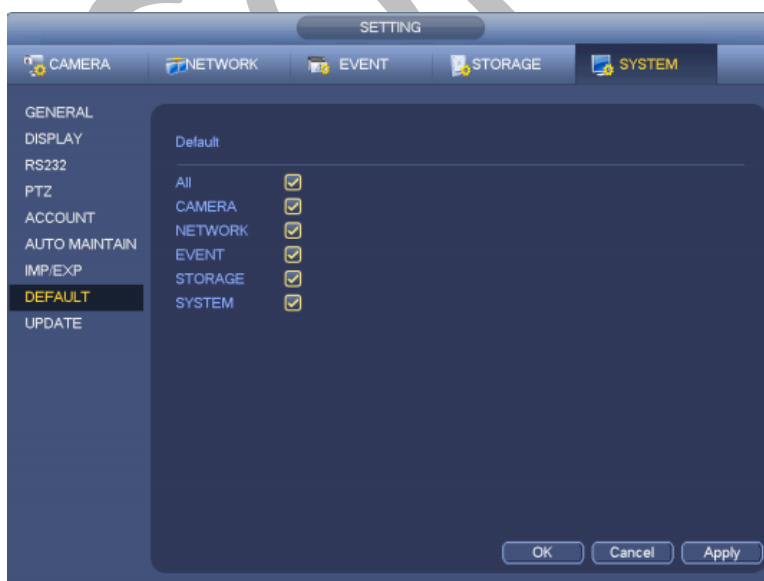 SETTING
CAMERA NETWORK EVENT STORAGE SYSTEM
GENERAL
DISPLAY
RS232
PTZ
ACCOUNT
AUTO MAINTAIN
IMP/EXP
DEFAULT
UPDATE
Default
All
CAMERA
NETWORK
EVENT
STORAGE
SYSTEM
OK Cancel Apply